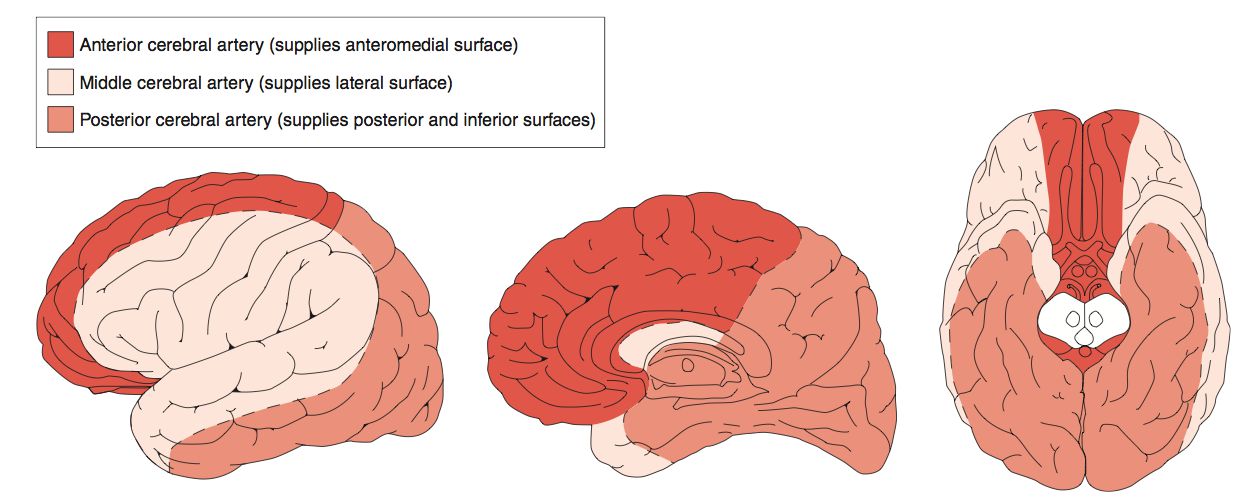 Anterior cerebral artery (supplies anteromedial surface)
Middle cerebral artery (supplies lateral surface)
Posterior cerebral artery (supplies posterior and inferior surfaces)